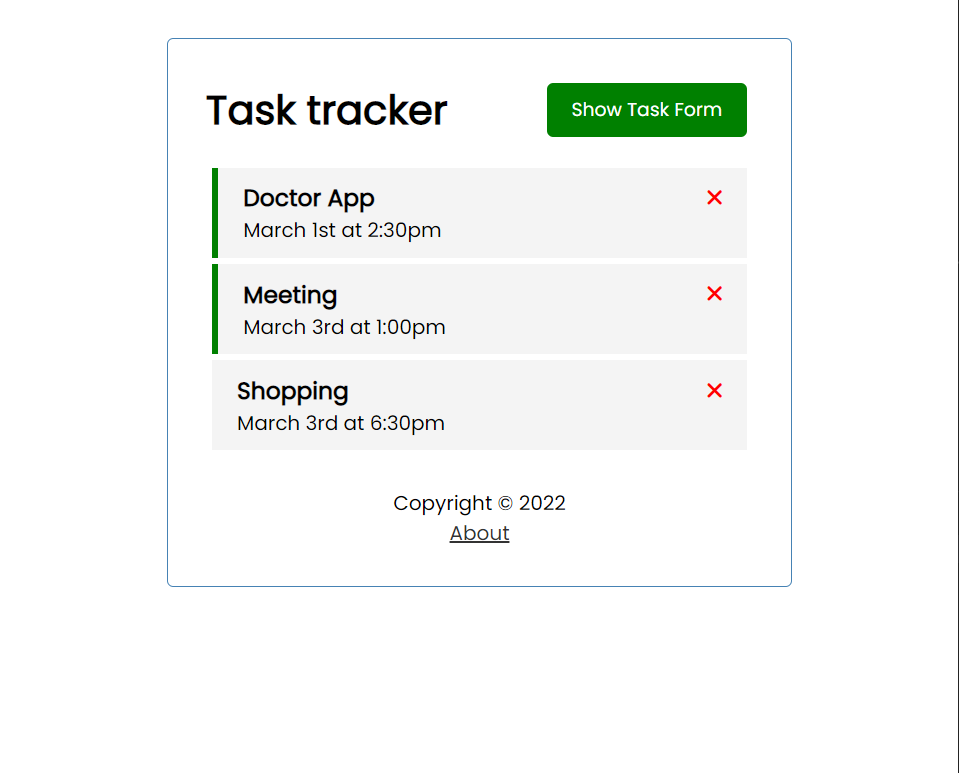 Task tracker
Show Task Form
Doctor App
March 1st at 2:30pm
Meeting
March 3rd at 1:00pm
Shopping
March 3rd at 6:30pm
Copyright © 2022
About